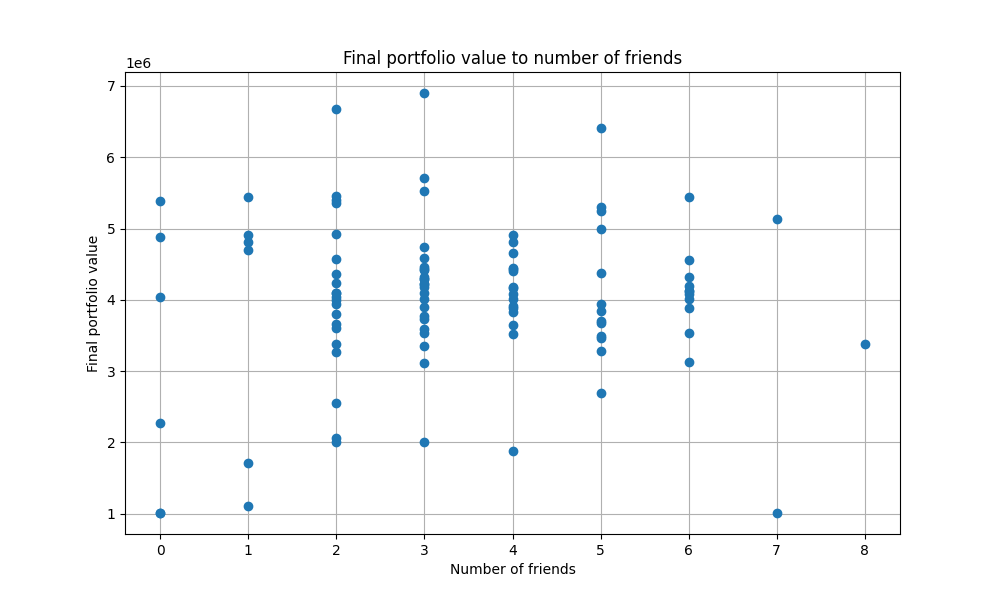 Final portfolio value to number of friends
1e6
7
6
5
4
3
2
1
Final portfolio value
0 1 2 3 4 5 6 7 8
Number of friends